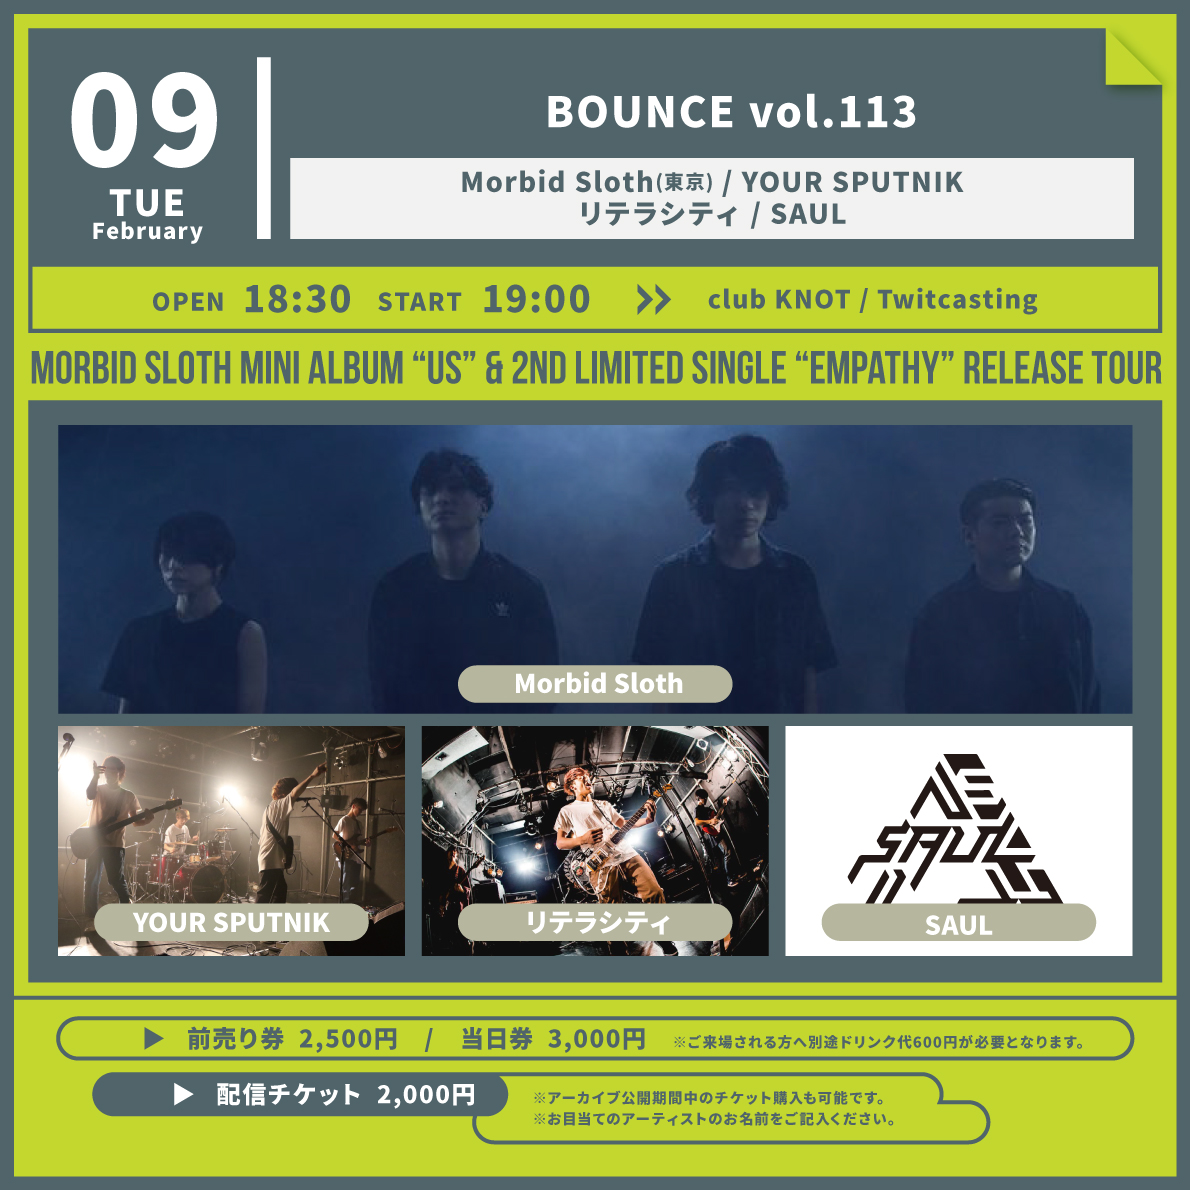 09
TUE
February
BOUNCE vol.113
Morbid Sloth(東京) / YOUR SPUTNIK
リテラシティ / SAUL
OPEN 18:30 START 19:00 club KNOT / Twitcasting
MORBID SLOTH MINI ALBUM “US” & 2ND LIMITED SINGLE “EMPATHY” RELEASE TOUR
Morbid Sloth
YOUR SPUTNIK
リテラシティ
SAUL
SAUL
▶ 前売り券 2,500円 / 当日券 3,000円 ※ご来場される方へ別途ドリンク代600円が必要となります。
▶ 配信チケット 2,000円
※アーカイブ公開期間中のチケット購入も可能です。
※お目当てのアーティストのお名前をご記入ください。